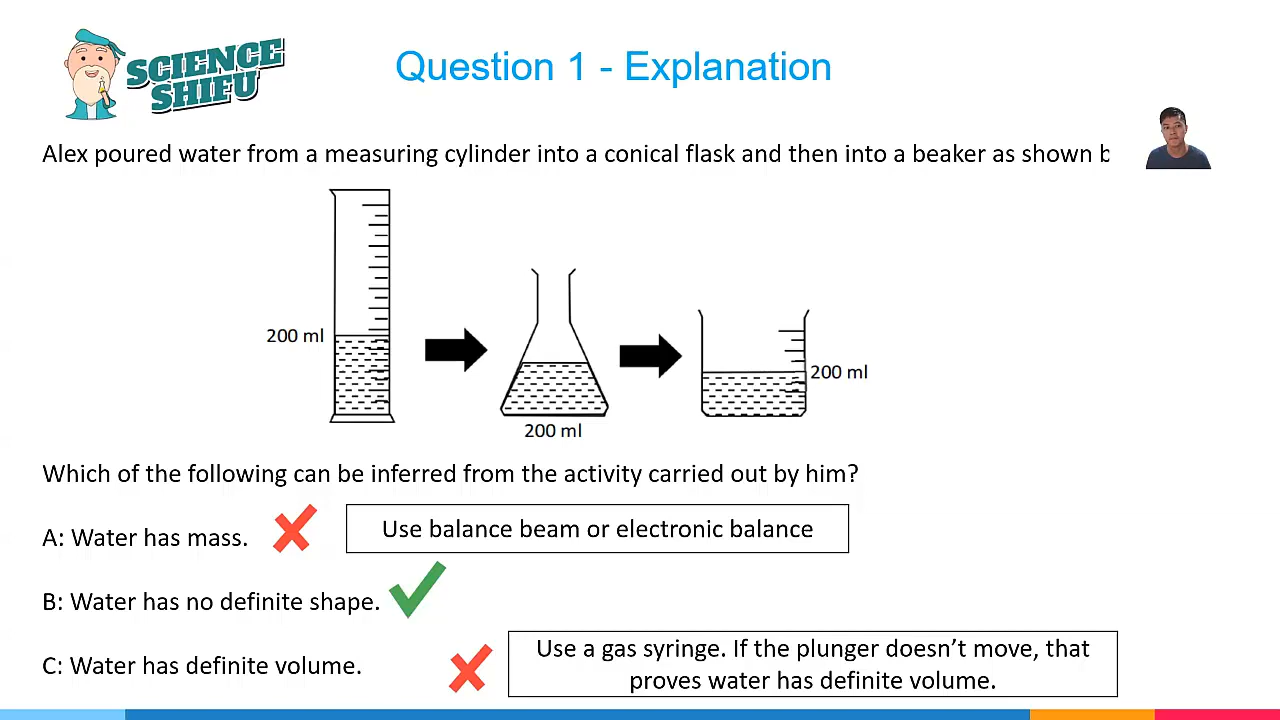 SCIENCE
SHIFU
Question 1 - Explanation
Alex poured water from a measuring cylinder into a conical flask and then into a beaker as shown b
200 ml
200 ml
200 ml
Which of the following can be inferred from the activity carried out by him?
A: Water has mass.
Use balance beam or electronic balance
B: Water has no definite shape.
C: Water has definite volume.
Use a gas syringe. If the plunger doesn’t move, that
proves water has definite volume.